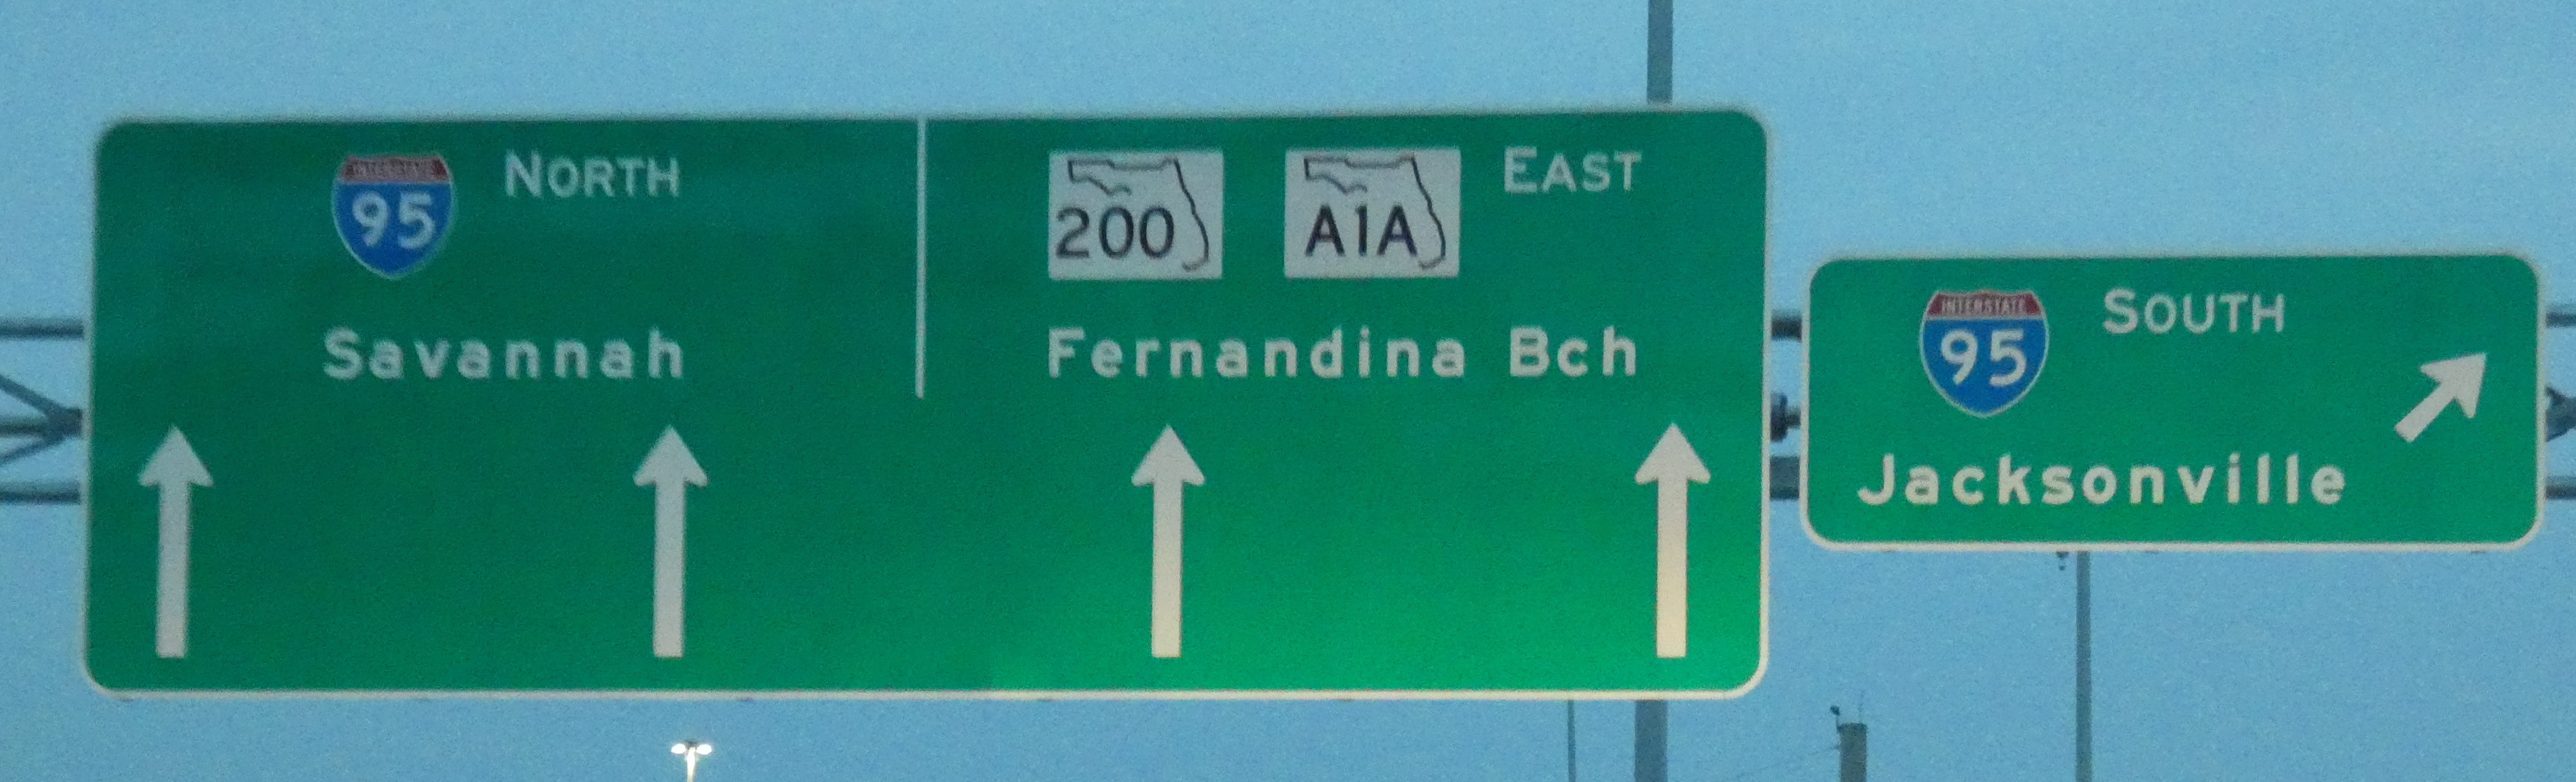 INTERSTATE
95 NORTH
Savannah
200 A1A EAST
Fernandina Bch
INTERSTATE
95 SOUTH
Jacksonville